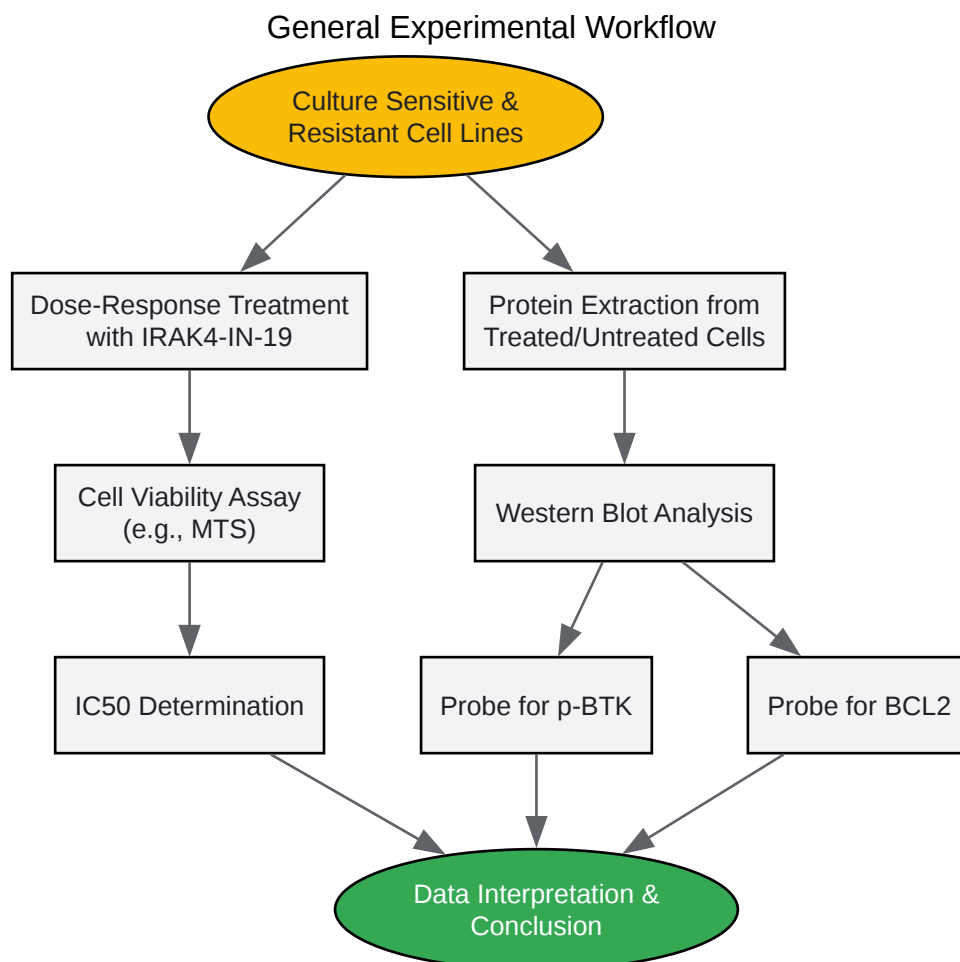 General Experimental Workflow
Culture Sensitive &
Resistant Cell Lines
Dose-Response Treatment
with IRAK4-IN-19
Protein Extraction from
Treated/Untreated Cells
Cell Viability Assay
(e.g., MTS)
Western Blot Analysis
IC50 Determination
Probe for p-BTK
Probe for BCL2
Data Interpretation &
Conclusion